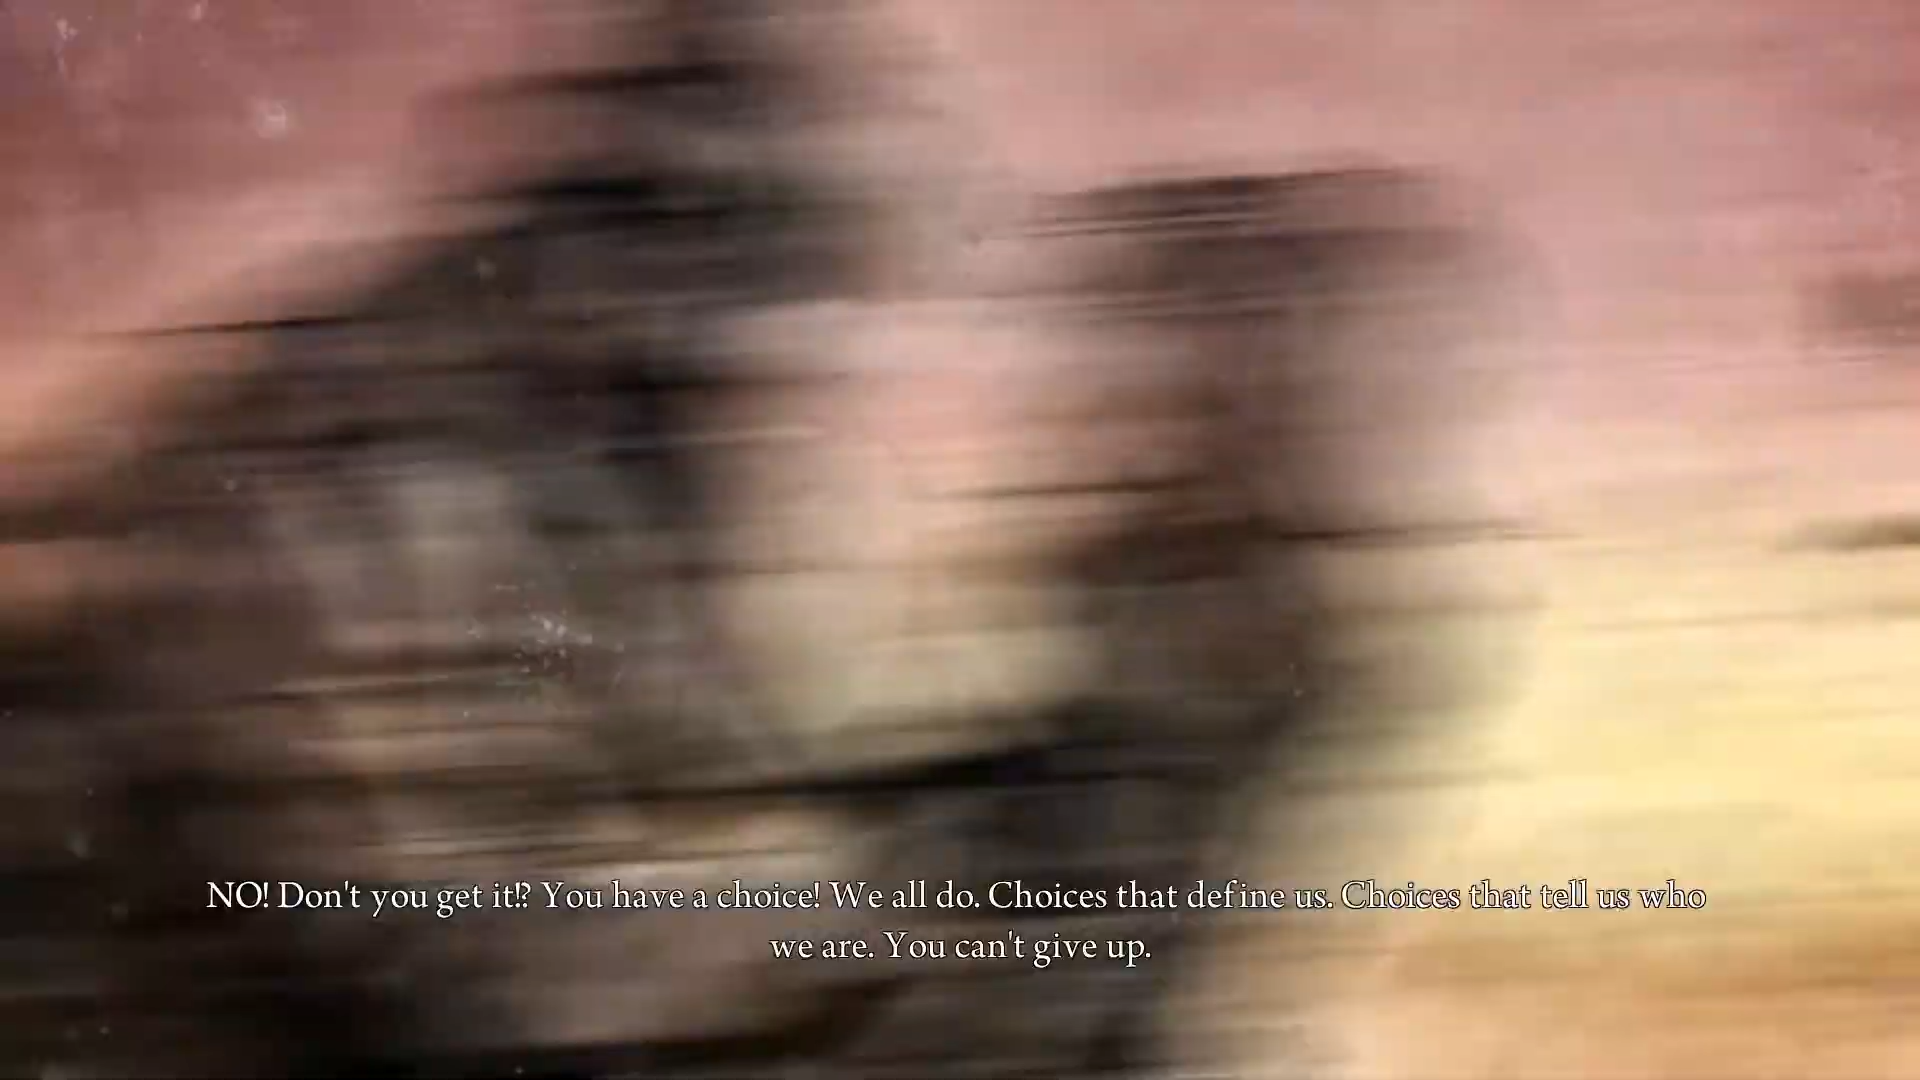 NO! Don't you get it!? You have a choice! We all do. Choices that define us. Choices that tell us who
we are. You can't give up.